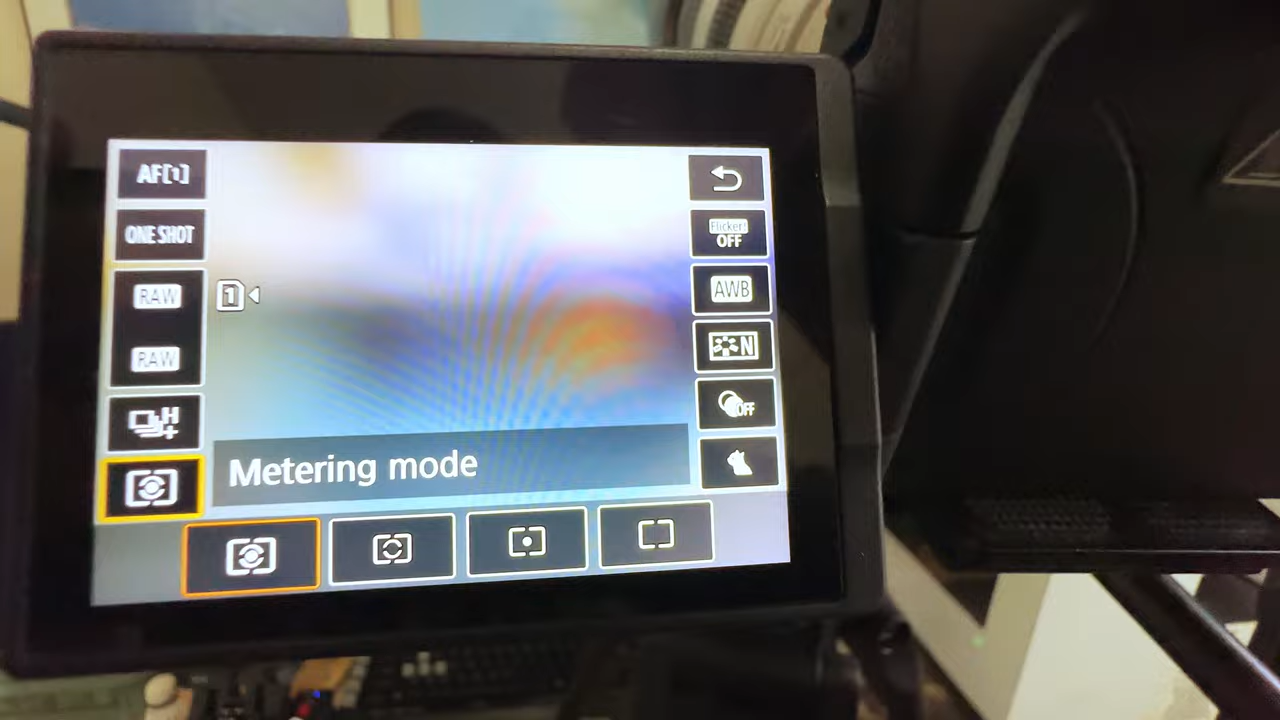 AF[1]
ONE SHOT
RAW
1
RAW
H
+
Metering mode
Flicker!
OFF
AWB
N
OFF